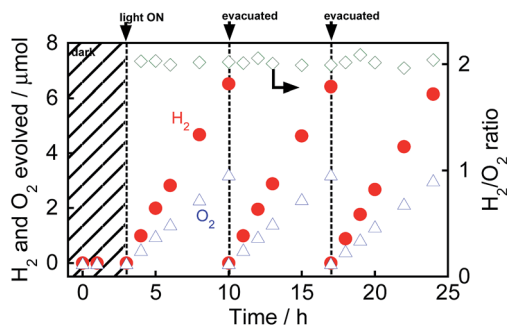 light ON evacuated evacuated
dark
8
6
4
2
0
H2 and O2 evolved / μmol
H2
O2
2
1
0
H2/O2 ratio
0 5 10 15 20 25
Time / h